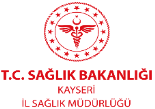 T.C. SAĞLIK BAKANLIĞI
KAYSERİ
İL SAĞLIK MÜDÜRLÜĞÜ